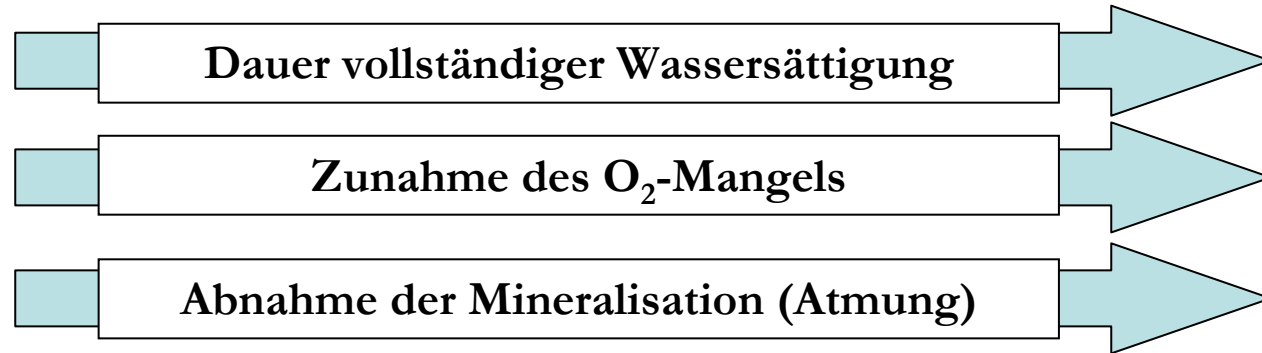 Dauer vollständiger Wassersättigung
Zunahme des O₂-Mangels
Abnahme der Mineralisation (Atmung)